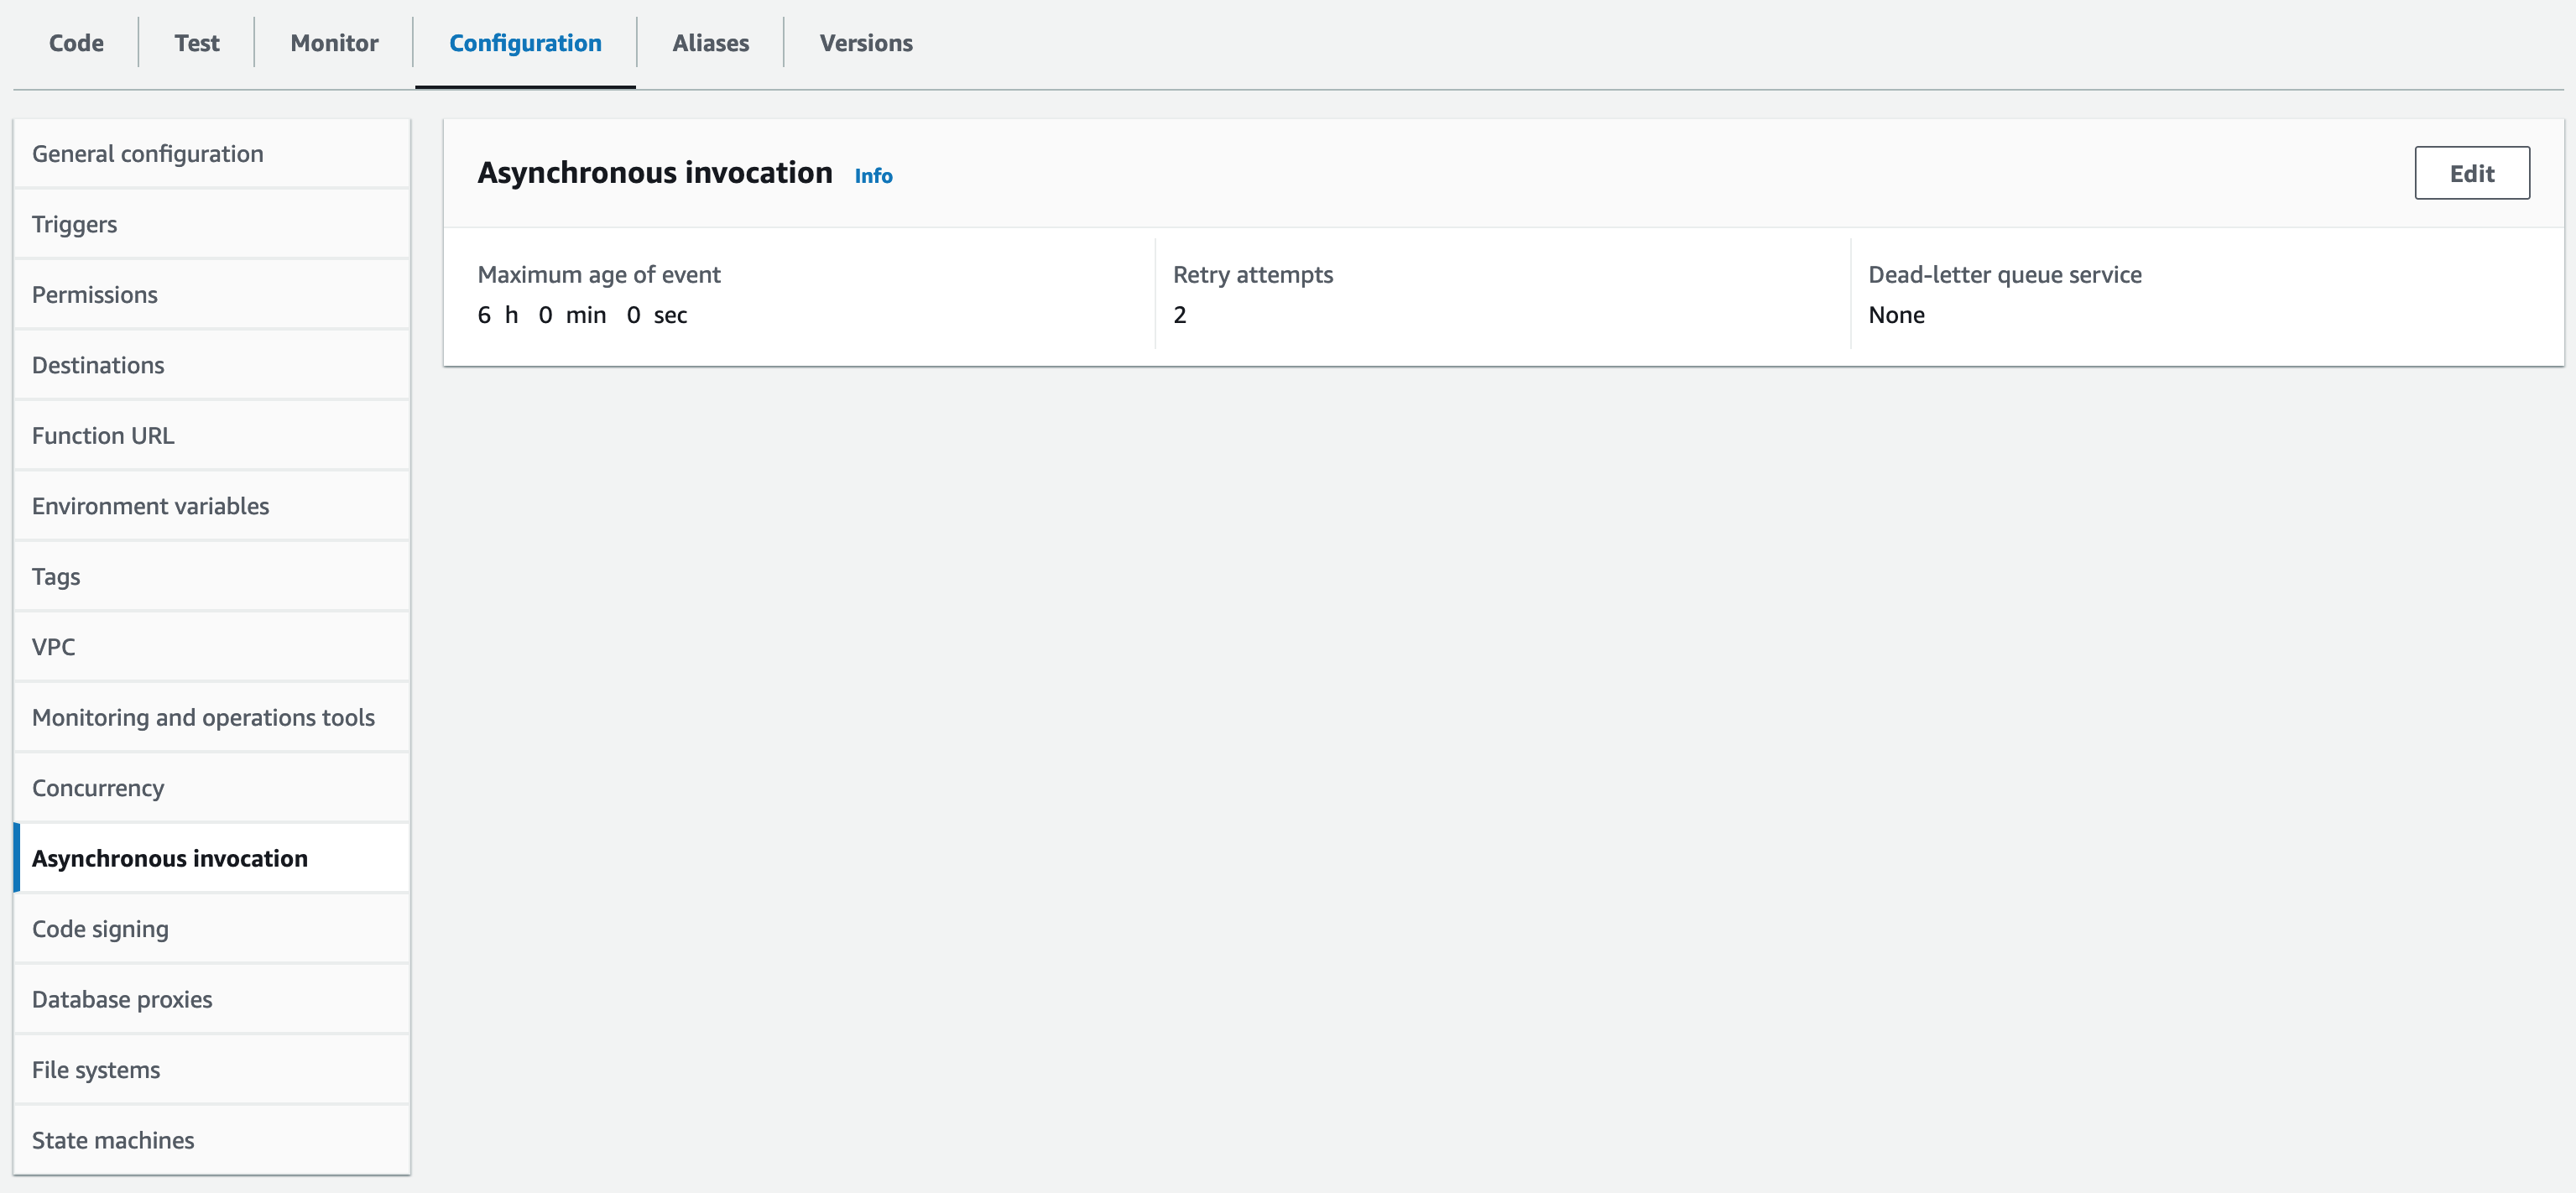 Code Test Monitor Configuration Aliases Versions
General configuration
Triggers
Permissions
Destinations
Function URL
Environment variables
Tags
VPC
Monitoring and operations tools
Concurrency
Asynchronous invocation
Code signing
Database proxies
File systems
State machines
Asynchronous invocation Info Edit
Maximum age of event
6 h 0 min 0 sec
Retry attempts
2
Dead-letter queue service
None